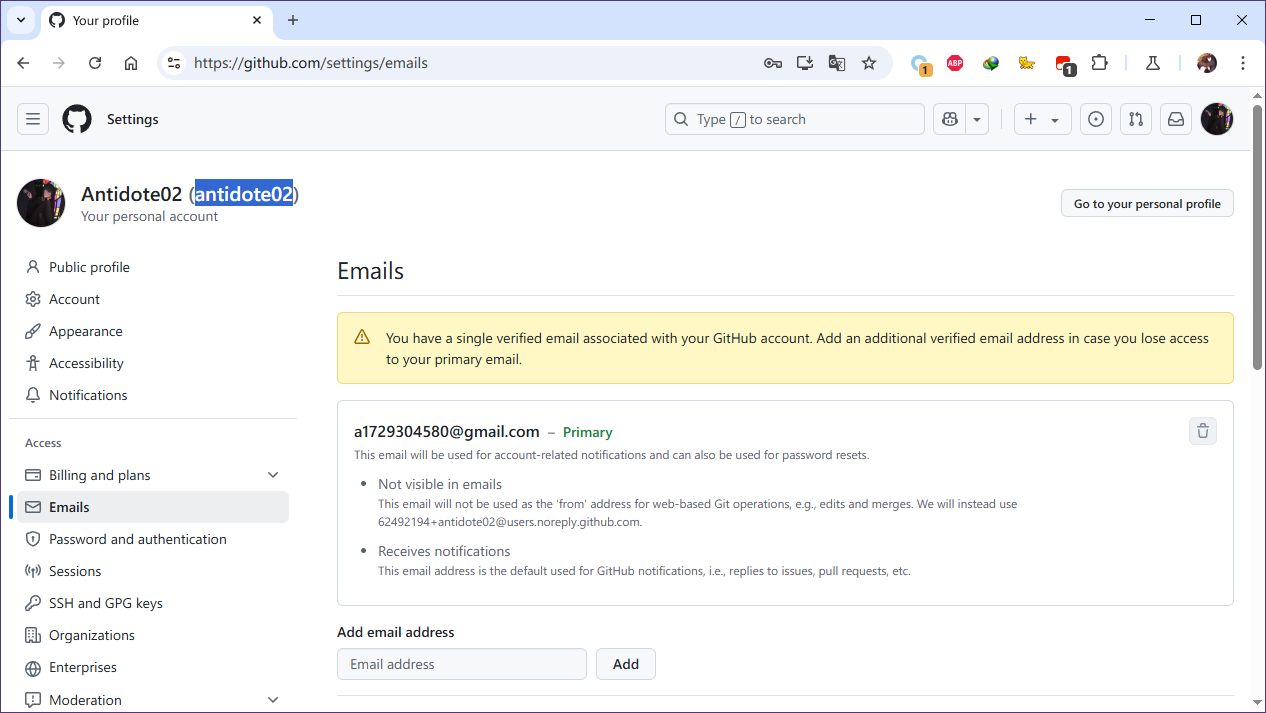 Your profile
https://github.com/settings/emails
1
ABP
1
Settings
Type / to search
Antidote02 (antidote02)
Your personal account
Go to your personal profile
Public profile
Account
Appearance
Accessibility
Notifications
Access
Billing and plans
Emails
Password and authentication
Sessions
SSH and GPG keys
Organizations
Enterprises
Moderation
Emails
You have a single verified email associated with your GitHub account. Add an additional verified email address in case you lose access
to your primary email.
a1729304580@gmail.com – Primary
This email will be used for account-related notifications and can also be used for password resets.
Not visible in emails
This email will not be used as the 'from' address for web-based Git operations, e.g., edits and merges. We will instead use
62492194+antidote02@users.noreply.github.com.
Receives notifications
This email address is the default used for GitHub notifications, i.e., replies to issues, pull requests, etc.
Add email address
Email address
Add